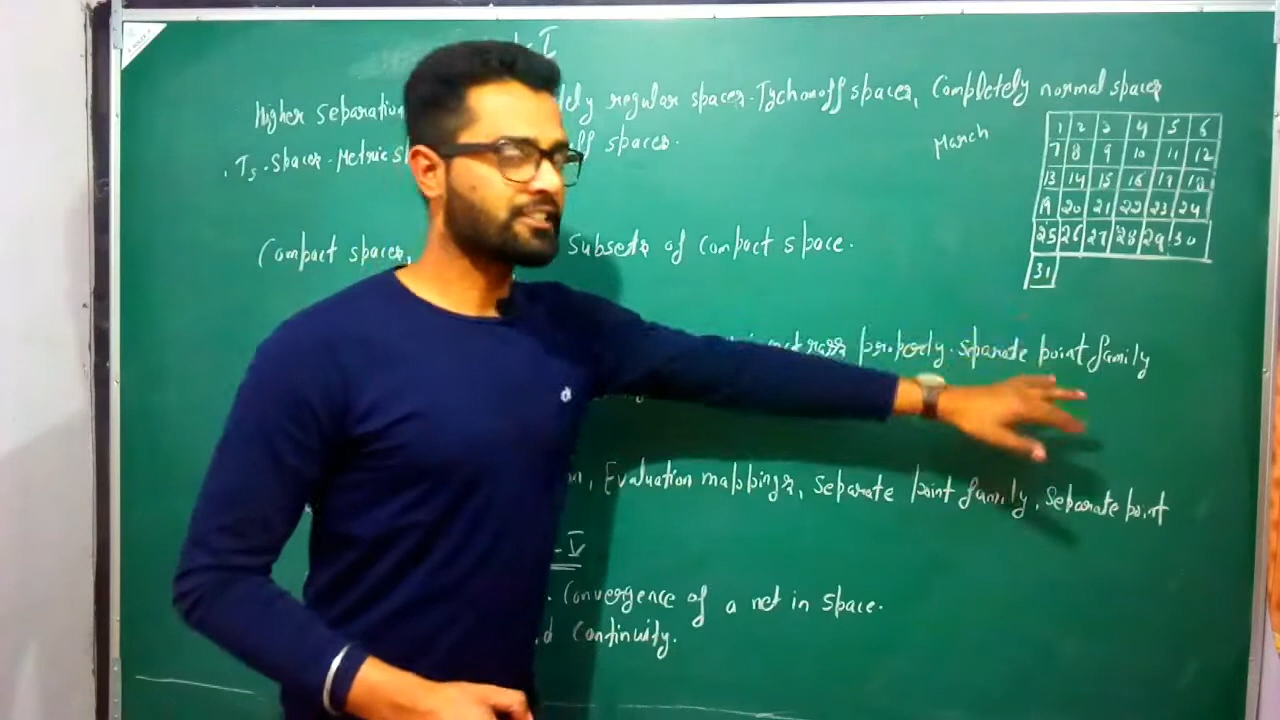 - I
Higher Separation regular spaces - Tychonoff spaces, Completely normal spaces
. T5 - Spaces - Metric spaces.
March
1 2 3 4 5 6
7 8 9 10 11 12
13 14 15 16 17 18
19 20 21 22 23 24
25 26 27 28 29 30
31
Compact spaces, Subsets of compact space.
property. Separate point family
, Evaluation mappings, Separate point family, Separate point
- V
. Convergence of a net in space.
Continuity.